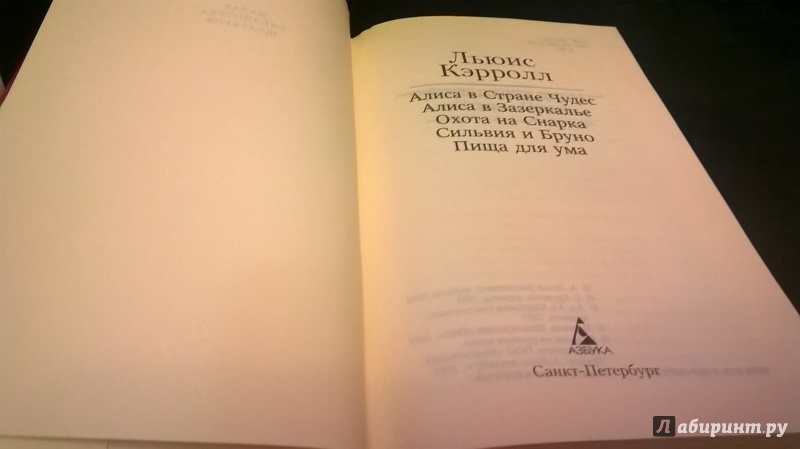 Льюис
Кэрролл
Алиса в Стране Чудес
Алиса в Зазеркалье
Охота на Снарка
Сильвия и Бруно
Пища для ума
АЗБУКА
Санкт-Петербург
Лабиринт.ру